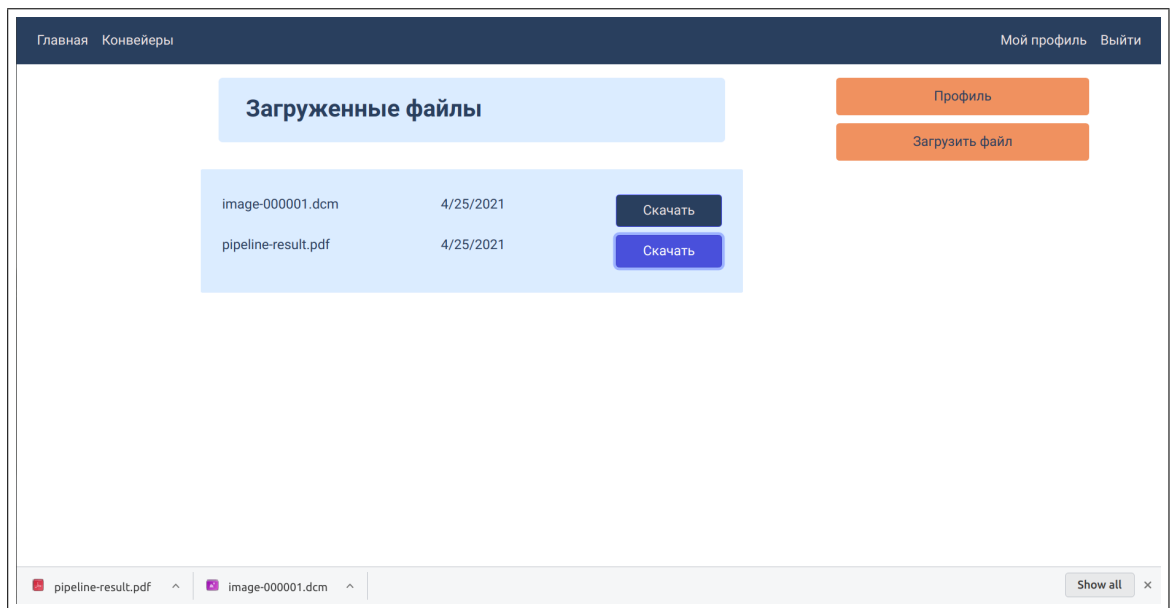 Главная Конвейеры Мой профиль Выйти
Загруженные файлы
Профиль
Загрузить файл
image-000001.dcm 4/25/2021 Скачать
pipeline-result.pdf 4/25/2021 Скачать
pipeline-result.pdf image-000001.dcm Show all